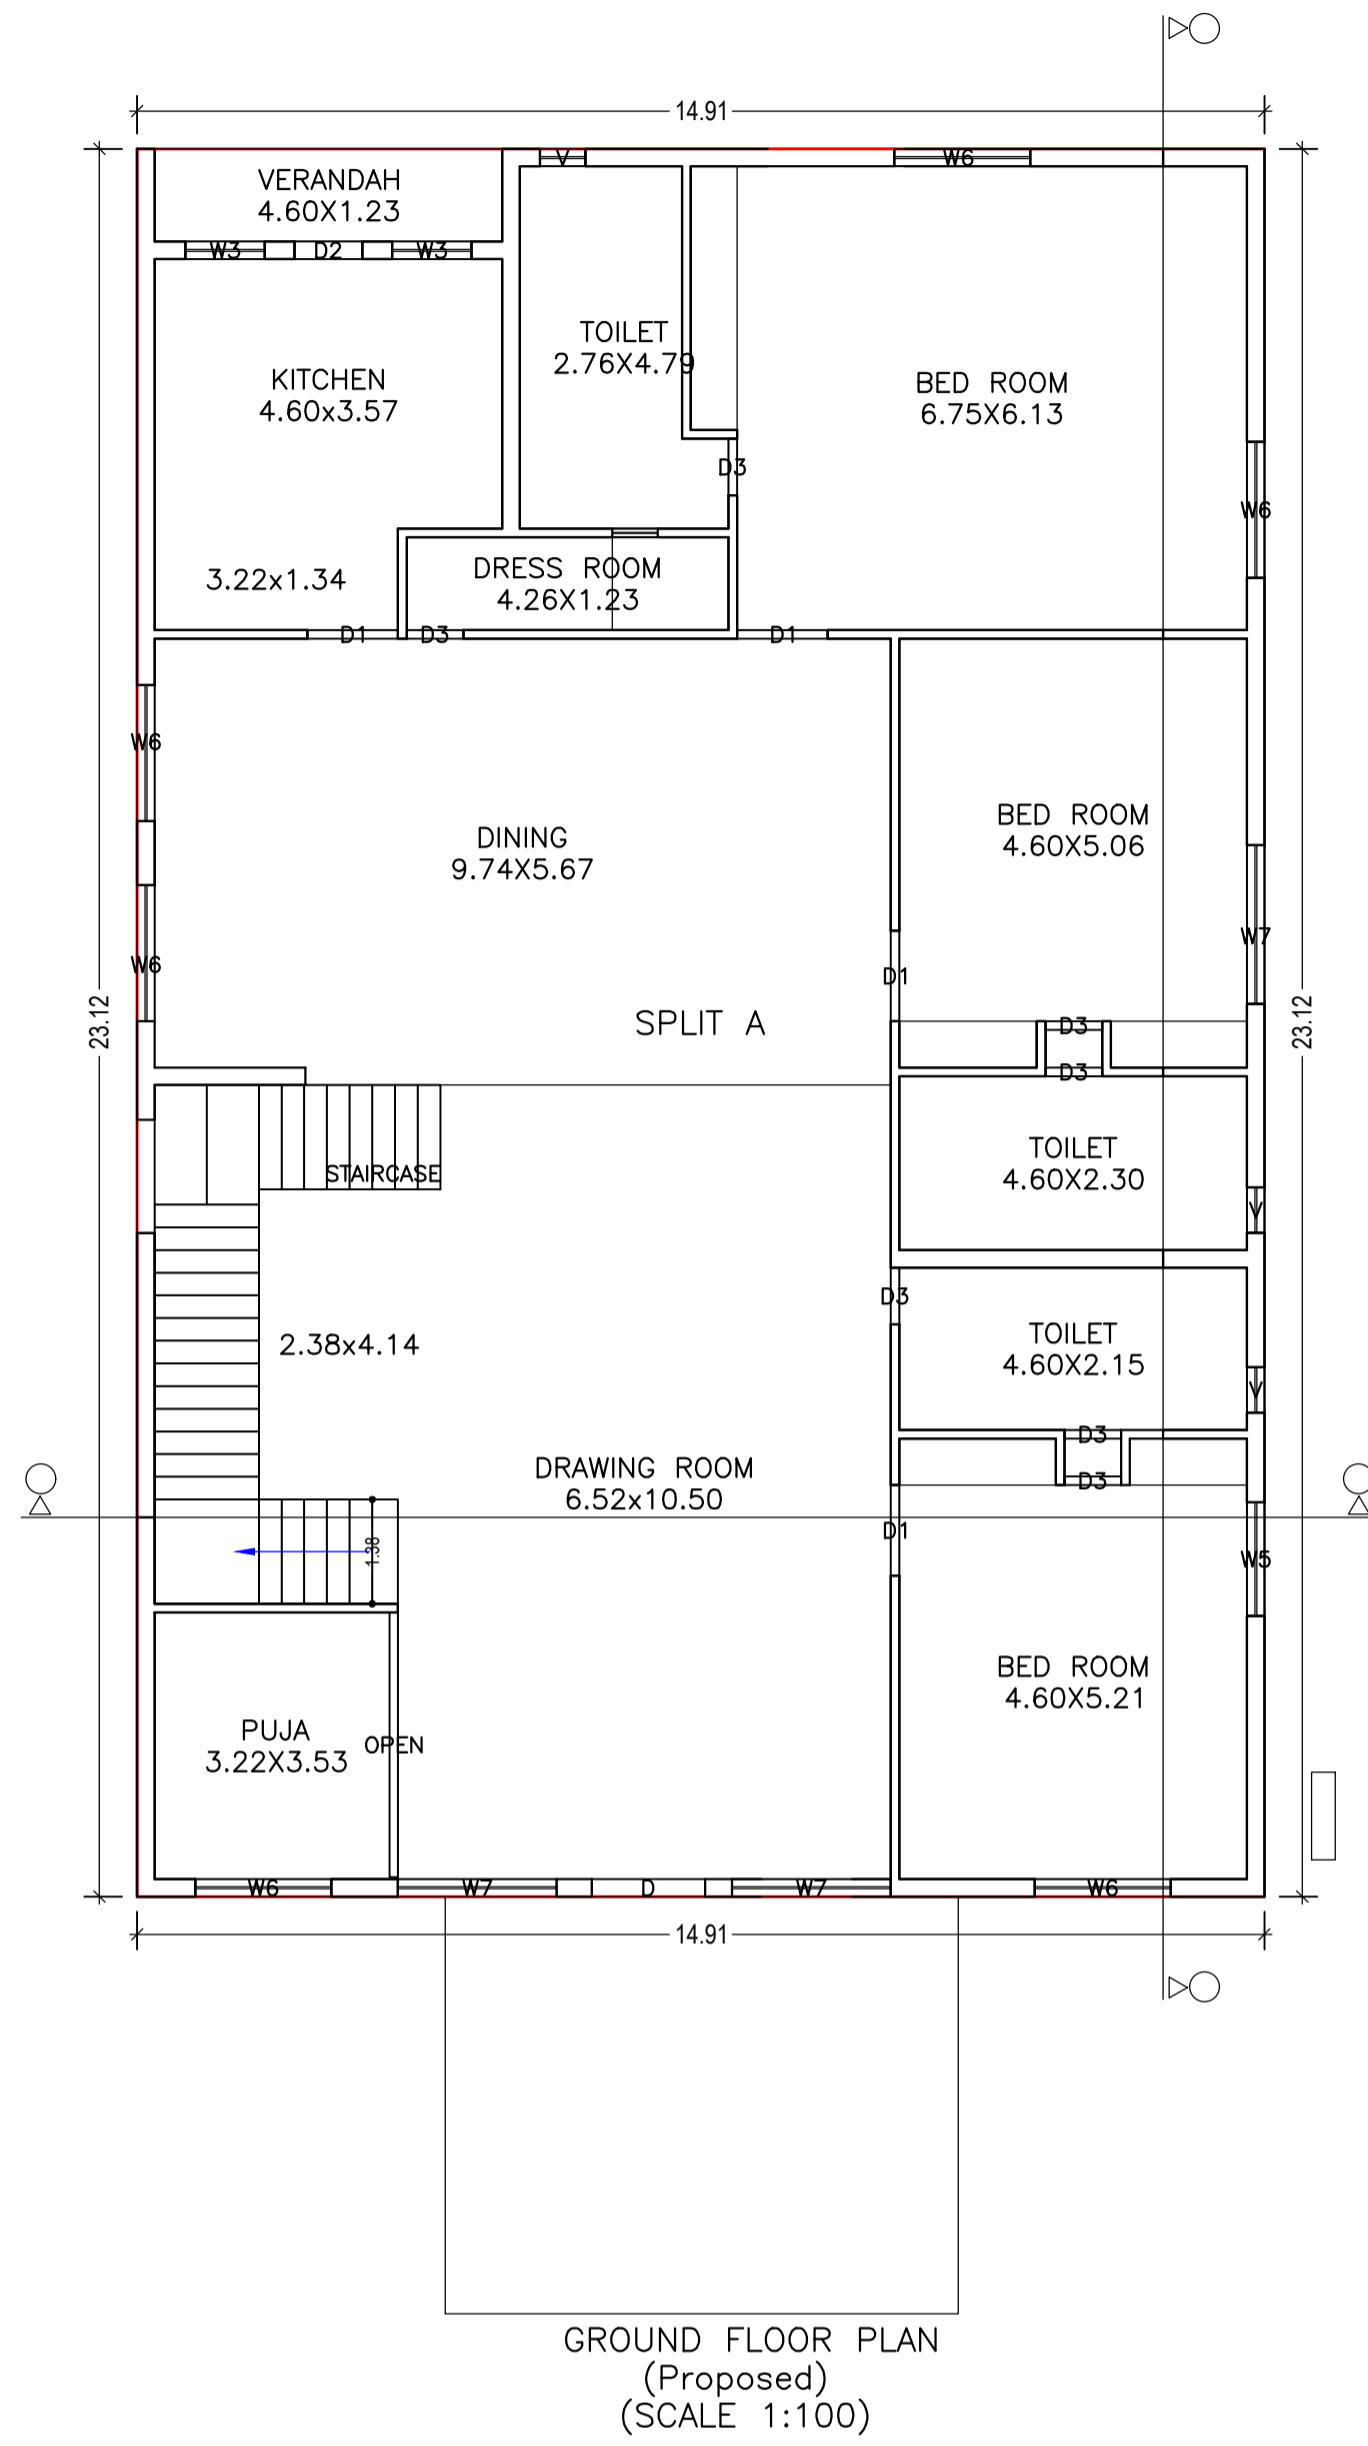 14.91
V
W6
VERANDAH
4.60X1.23
W3
D2
W3
TOILET
2.76X4.79
KITCHEN
4.60x3.57
BED ROOM
6.75X6.13
D3
W6
DRESS ROOM
4.26X1.23
3.22x1.34
D1
D3
D1
W6
BED ROOM
4.60X5.06
DINING
9.74X5.67
W7
W6
D1
23.12
SPLIT A
D3
23.12
D3
TOILET
4.60X2.30
STAIRCASE
V
D3
TOILET
4.60X2.15
2.38x4.14
V
D3
DRAWING ROOM
6.52x10.50
D3
D1
1.38
W5
BED ROOM
4.60X5.21
PUJA
3.22X3.53
OPEN
W6
W7
D
W7
W6
14.91
GROUND FLOOR PLAN
(Proposed)
(SCALE 1:100)